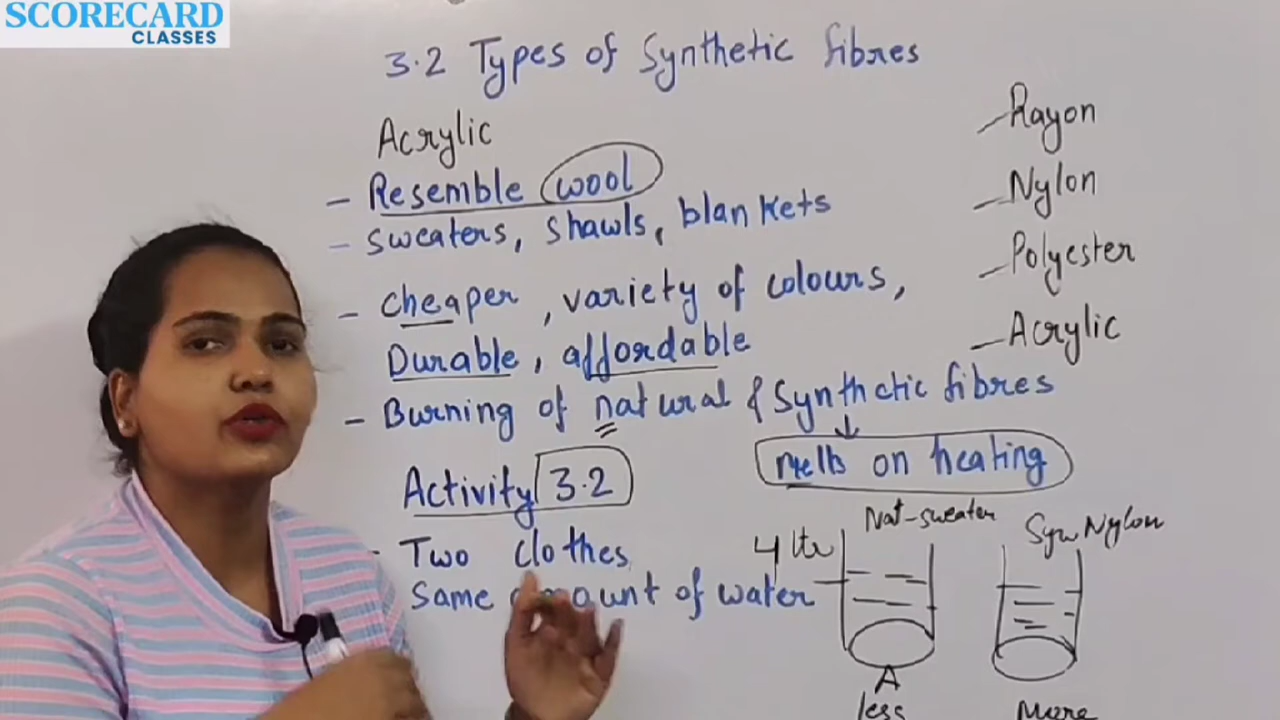 SCORECARD
CLASSES
3.2 Types of Synthetic fibres
Acrylic
- Resemble wool
- sweaters, shawls, blankets
- cheaper, variety of colours,
Durable, affordable
- Burning of natural & Synthetic fibres
melts on heating
Activity 3.2
- Two clothes
Same amount of water
- Rayon
- Nylon
- Polyester
- Acrylic
4 ltr
Nat-sweater
Syn Nylon
A
less
More